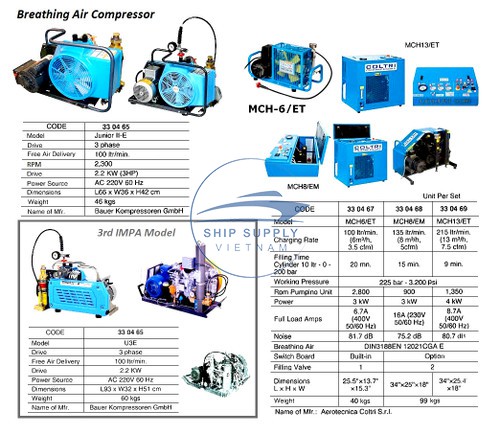 Breathing Air Compressor
CODE 33 04 65
Model Junior II-E
Drive 3 phase
Free Air Delivery 100 ltr/min.
RPM 2,300
Drive 2.2 KW (3HP)
Power Source AC 220V 60 Hz
Dimensions L66 x W36 x H42 cm
Weight 46 kgs
Name of Mfr. Bauer Kompressoren GmbH
3rd IMPA Model
CODE 33 04 65
Model U3E
Drive 3 phase
Free Air Delivery 100 ltr/min.
Drive 2.2 KW
Power Source AC 220V 60 Hz
Dimensions L93 x W32 x H51 cm
Weight 60 kgs
Name of Mfr. Bauer Kompressoren GmbH
SHIP SUPPLY
VIETNAM
MCH-6/ET
COLTRI
MCH13/ET
MCH8/EM
Unit Per Set
CODE 33 04 67 33 04 68 33 04 69
Model MCH6/ET MCH8/EM MCH13/ET
Charging Rate 100 ltr/min. (6m³/h, 3.5 cfm) 135 ltr/min. (8 m³/h, 5cfm) 215 ltr/min. (13 m³/h, 7.5 cfm)
Filling Time
Cylinder 10 ltr - 0 - 200 bar 20 min. 15 min. 9 min.
Working Pressure 225 bar - 3,200 psi
Rpm Pumping Unit 2,800 900 1,350
Power 3 kW 3 kW 4 kW
Full Load Amps 6.7A (400V 50/60 Hz) 16A (230V 50/60 Hz) 8.7A (400V 50/60 Hz)
Noise 81.7 dB 75.2 dB 80.7 dB
Breathing Air DIN3188EN 12021CGA E
Switch Board Built-in Option
Filling Valve 1 2
Dimensions
L x H x W 25.5"×13.7" ×15.3" 34"×25"×18" 34"×25.4 ×18"
Weight 40 kgs 99 kgs
Name of Mfr.: Aerotecnica Coltri S.r.l.